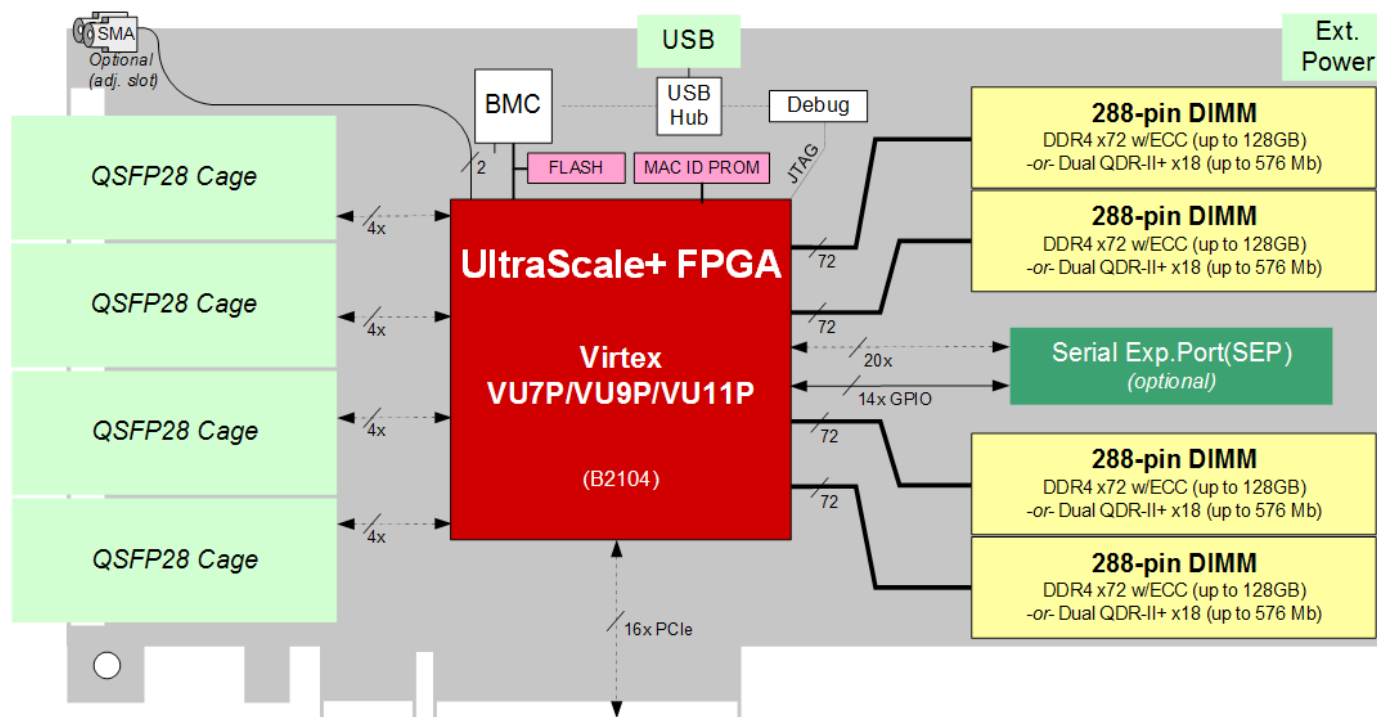 SMA
Optional
(adj. slot)
USB
Ext.
Power
BMC
USB
Hub
Debug
2
FLASH
MAC ID PROM
JTAG
QSFP28 Cage
4x
QSFP28 Cage
4x
QSFP28 Cage
4x
QSFP28 Cage
4x
UltraScale+ FPGA
Virtex
VU7P/VU9P/VU11P
(B2104)
16x PCIe
72
72
20x
14x GPIO
72
72
288-pin DIMM
DDR4 x72 w/ECC (up to 128GB)
-or- Dual QDR-II+ x18 (up to 576 Mb)
288-pin DIMM
DDR4 x72 w/ECC (up to 128GB)
-or- Dual QDR-II+ x18 (up to 576 Mb)
Serial Exp.Port(SEP)
(optional)
288-pin DIMM
DDR4 x72 w/ECC (up to 128GB)
-or- Dual QDR-II+ x18 (up to 576 Mb)
288-pin DIMM
DDR4 x72 w/ECC (up to 128GB)
-or- Dual QDR-II+ x18 (up to 576 Mb)